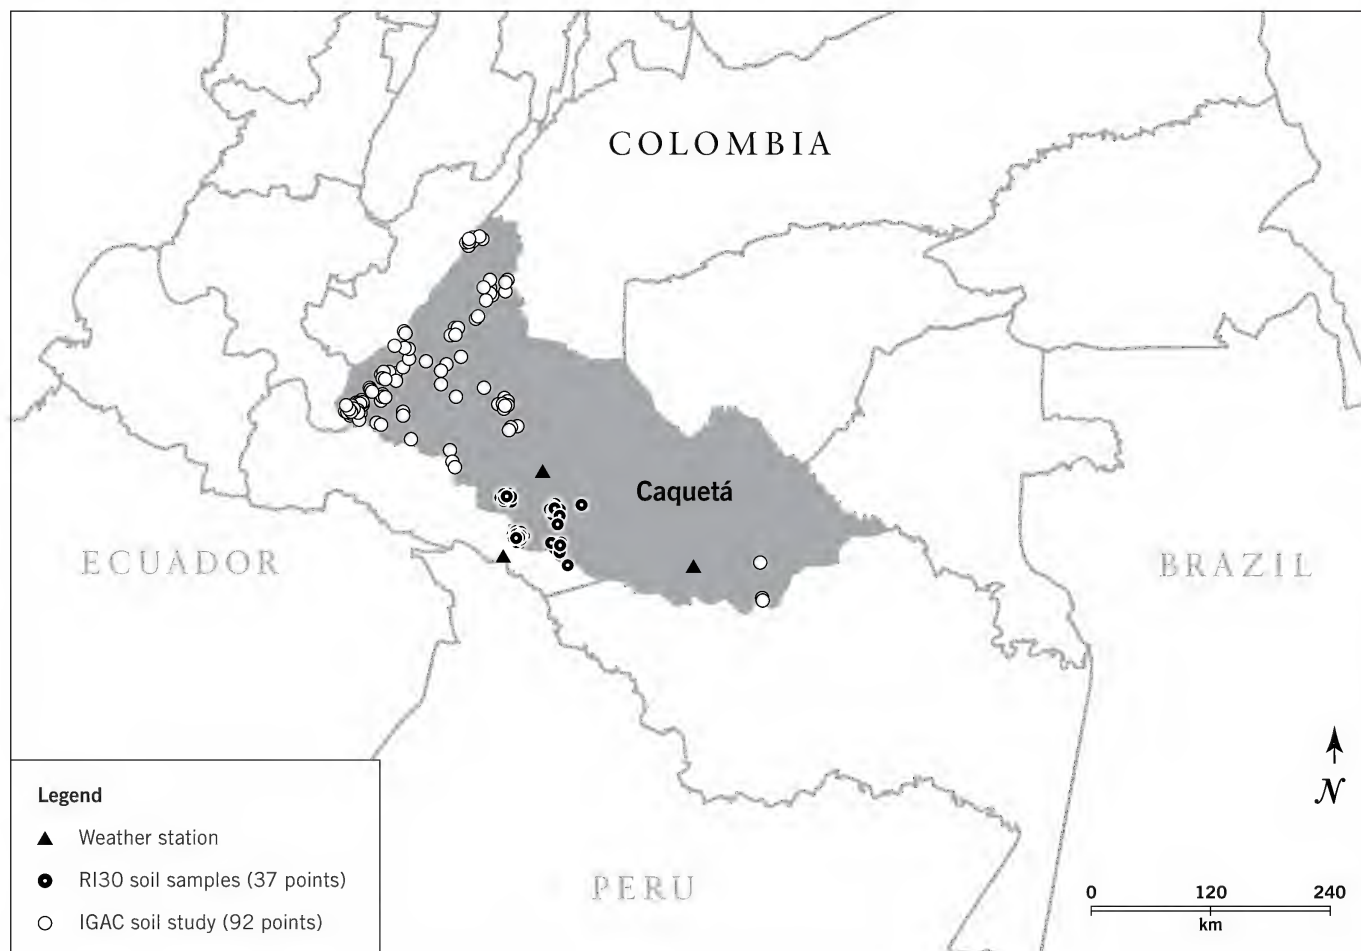 COLOMBIA
Caquetá
ECUADOR
BRAZIL
N
Legend
Weather station
RI30 soil samples (37 points)
IGAC soil study (92 points)
PERU
0 120 240
km